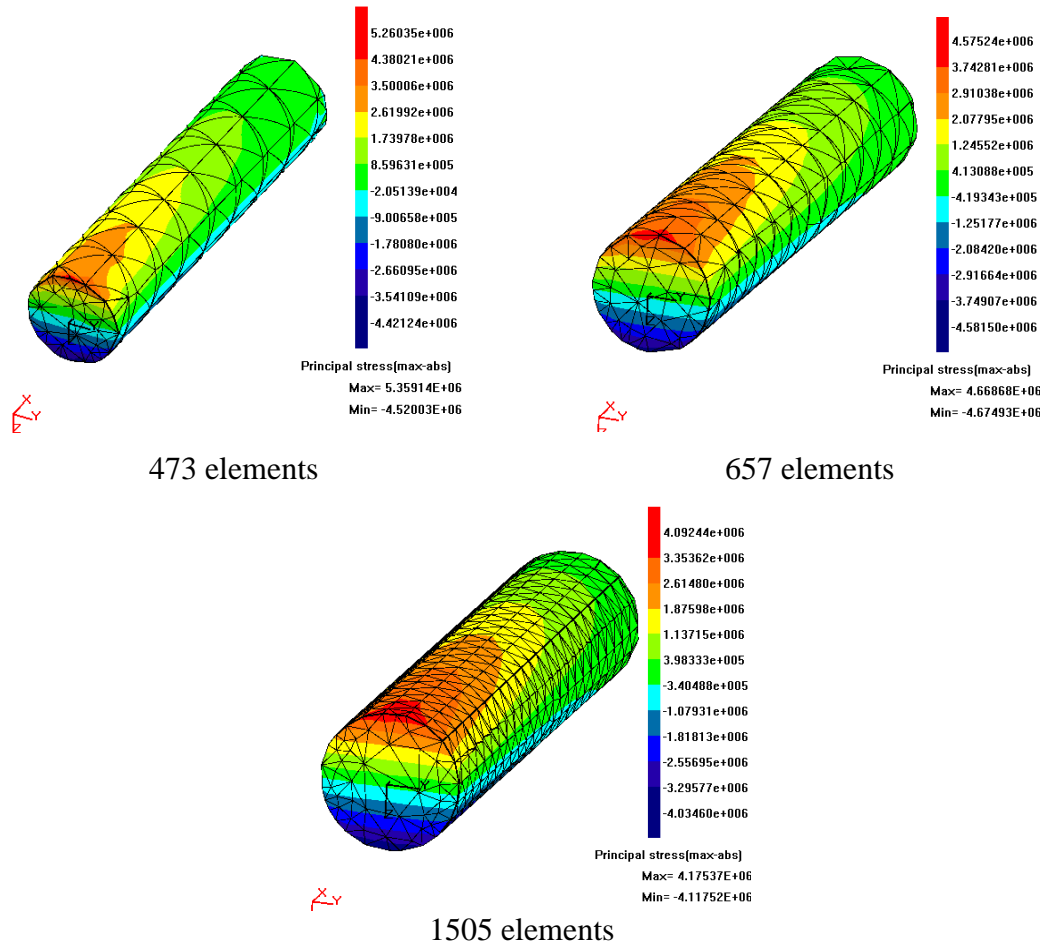 5.26035e+006
4.38021e+006
3.50006e+006
2.61992e+006
1.73978e+006
8.59631e+005
-2.05139e+004
-9.00658e+005
-1.78080e+006
-2.66095e+006
-3.54109e+006
-4.42124e+006
Principal stress(max-abs)
Max= 5.35914E+06
Min= -4.52003E+06
X
Y
Z
473 elements
4.57524e+006
3.74281e+006
2.91038e+006
2.07795e+006
1.24552e+006
4.13088e+005
-4.19343e+005
-1.25177e+006
-2.08420e+006
-2.91664e+006
-3.74907e+006
-4.58150e+006
Principal stress(max-abs)
Max= 4.66868E+06
Min= -4.67493E+06
X
Y
Z
657 elements
4.09244e+006
3.35362e+006
2.61480e+006
1.87598e+006
1.13715e+006
3.98333e+005
-3.40488e+005
-1.07931e+006
-1.81813e+006
-2.55695e+006
-3.29577e+006
-4.03460e+006
Principal stress(max-abs)
Max= 4.17537E+06
Min= -4.11752E+06
X
Y
1505 elements